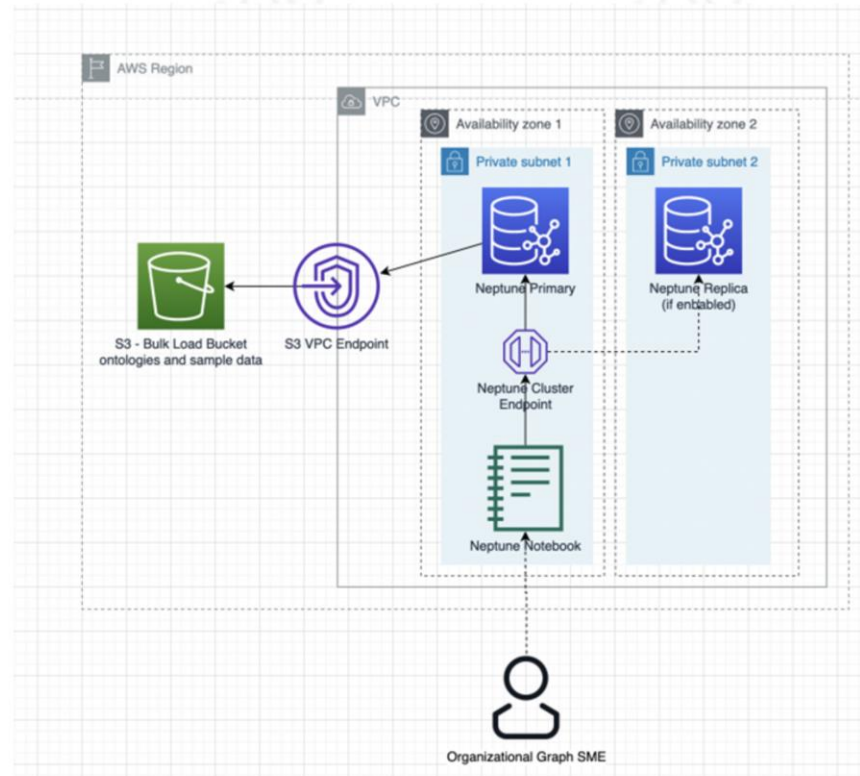 AWS Region
VPC
Availability zone 1
Availability zone 2
Private subnet 1
Private subnet 2
Neptune Primary
Neptune Replica
(if enbabled)
S3 - Bulk Load Bucket
ontologies and sample data
S3 VPC Endpoint
Neptune Cluster
Endpoint
Neptune Notebook
Organizational Graph SME